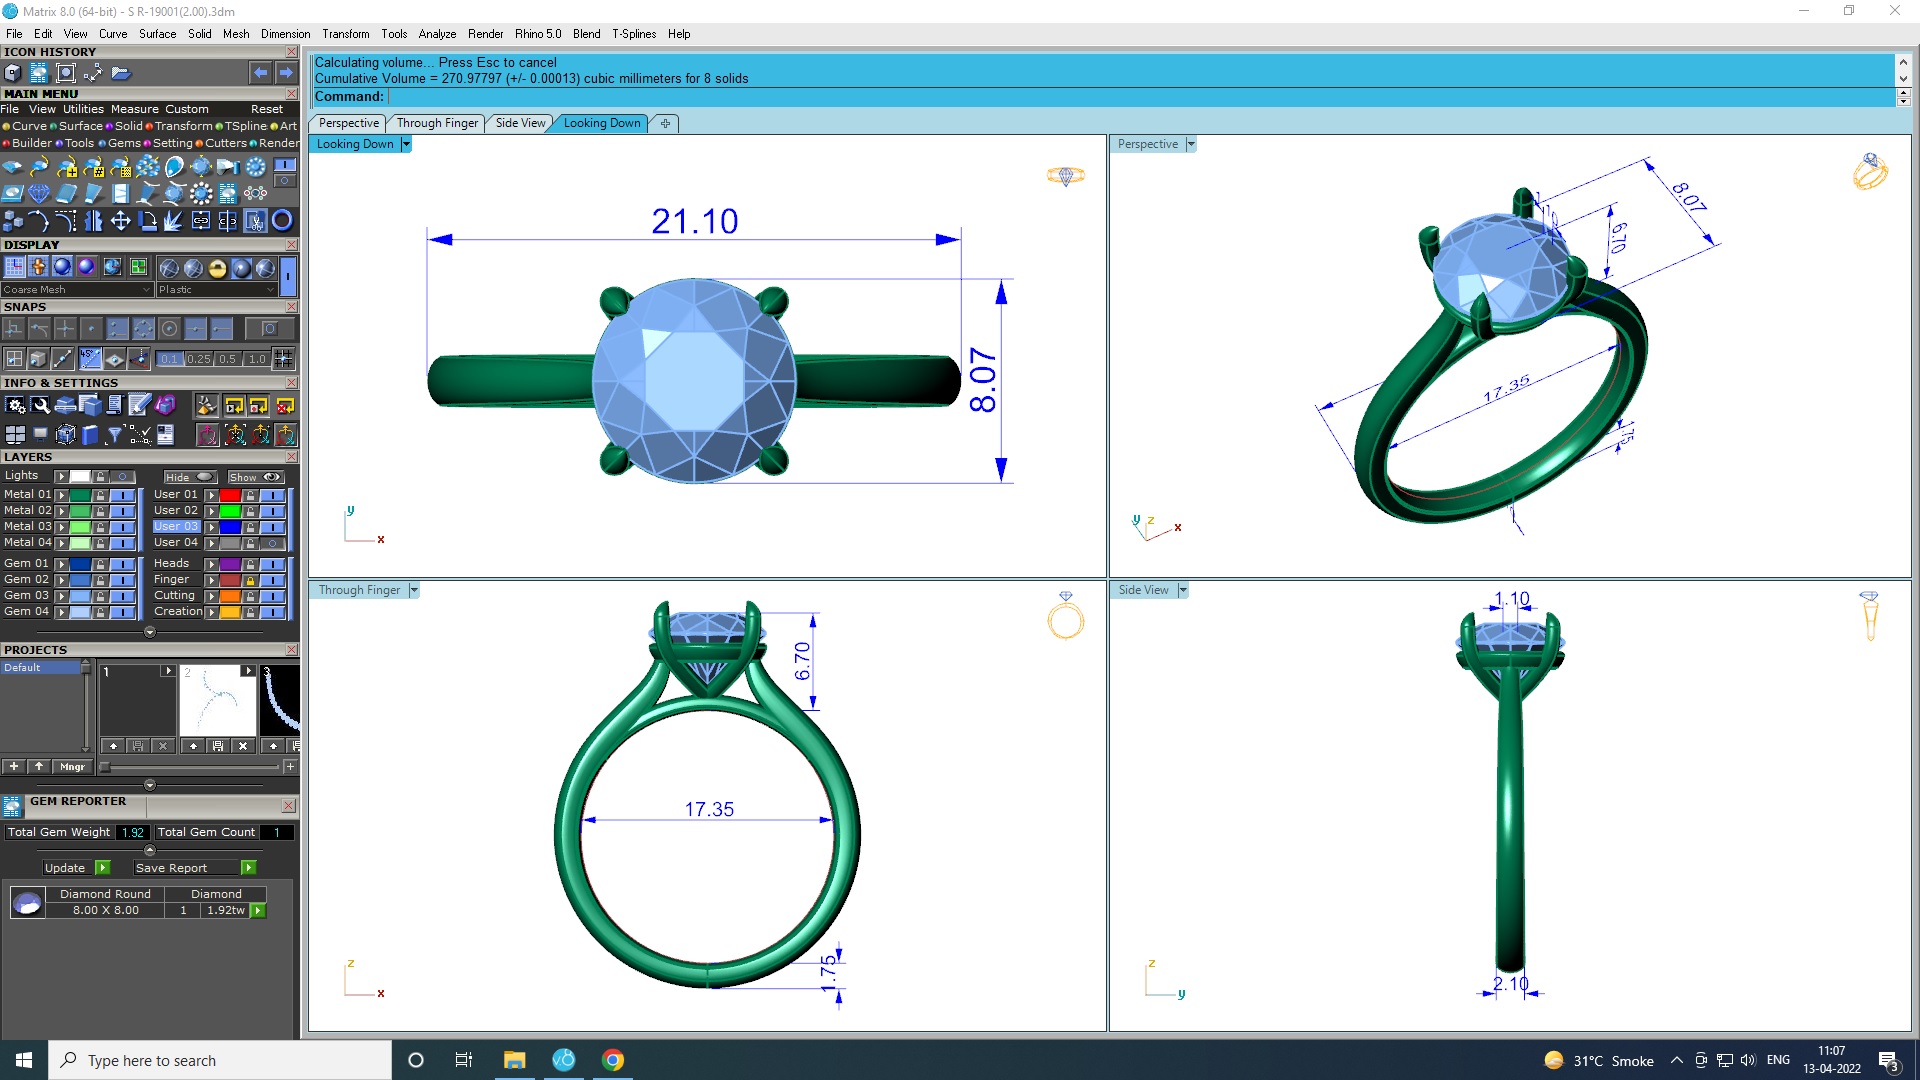 Matrix 8.0 (64-bit) - S R-19001(2.00).3dm
File Edit View Curve Surface Solid Mesh Dimension Transform Tools Analyze Render Rhino 5.0 Blend T-Splines Help
ICON HISTORY
MAIN MENU
File View Utilities Measure Custom Reset
Curve Surface Solid Transform TSpline Art
Builder Tools Gems Setting Cutters Render
DISPLAY
Coarse Mesh Plastic
SNAPS
45° 0.1 0.25 0.5 1.0
INFO & SETTINGS
LAYERS
Lights Hide Show
Metal 01 User 01
Metal 02 User 02
Metal 03 User 03
Metal 04 User 04
Gem 01 Heads
Gem 02 Finger
Gem 03 Cutting
Gem 04 Creation
PROJECTS
Default
1 2 3
Mngr
GEM REPORTER
Total Gem Weight 1.92 Total Gem Count 1
Update Save Report
Diamond Round Diamond
8.00 X 8.00 1 1.92tw
Calculating volume... Press Esc to cancel
Cumulative Volume = 270.97797 (+/- 0.00013) cubic millimeters for 8 solids
Command:
Perspective Through Finger Side View Looking Down
Looking Down
21.10
8.07
y
x
Perspective
8.07
6.70
1.10
17.35
1.75
y z x
Through Finger
6.70
17.35
1.75
z
x
Side View
1.10
2.10
z
y
Type here to search
31°C Smoke
ENG
11:07
13-04-2022
3